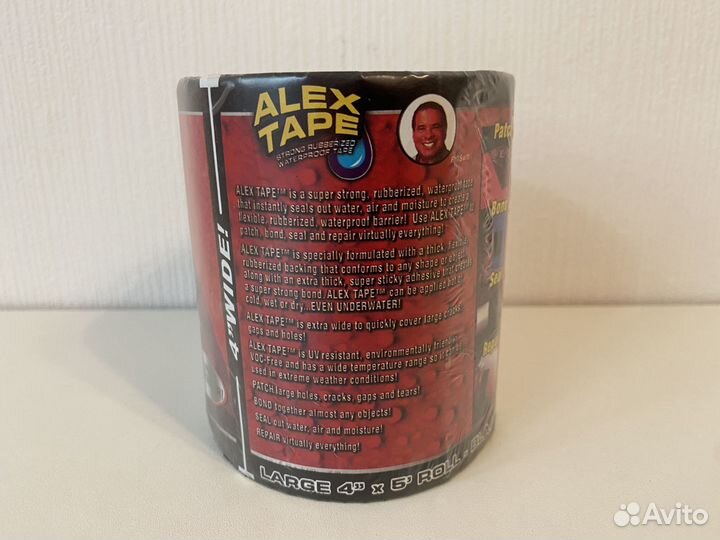 ALEX
TAPE
STRONG RUBBERIZED
WATERPROOF TAPE
4" WIDE!
ALEX TAPE™ is a super strong, rubberized, waterproof tape
that instantly seals out water, air and moisture to create a
flexible, rubberized, waterproof barrier! Use ALEX TAPE™ to
patch, bond, seal and repair virtually everything!
ALEX TAPE™ is specially formulated with a thick, flexible,
rubberized backing that conforms to any shape or object
along with an extra thick, super sticky adhesive that
a super strong bond. ALEX TAPE™ can be applied hot or
cold, wet or dry...EVEN UNDERWATER!
ALEX TAPE™ is extra wide to quickly cover large cracks,
gaps and holes!
ALEX TAPE™ is UV resistant, environmentally friendly,
VOC-Free and has a wide temperature range so it can be
used in extreme weather conditions!
PATCH large holes, cracks, gaps and tears!
BOND together almost any objects!
SEAL out water, air and moisture!
REPAIR virtually everything!
Patc
Bond
Sea
LARGE 4" x 5' ROLL -
Avito